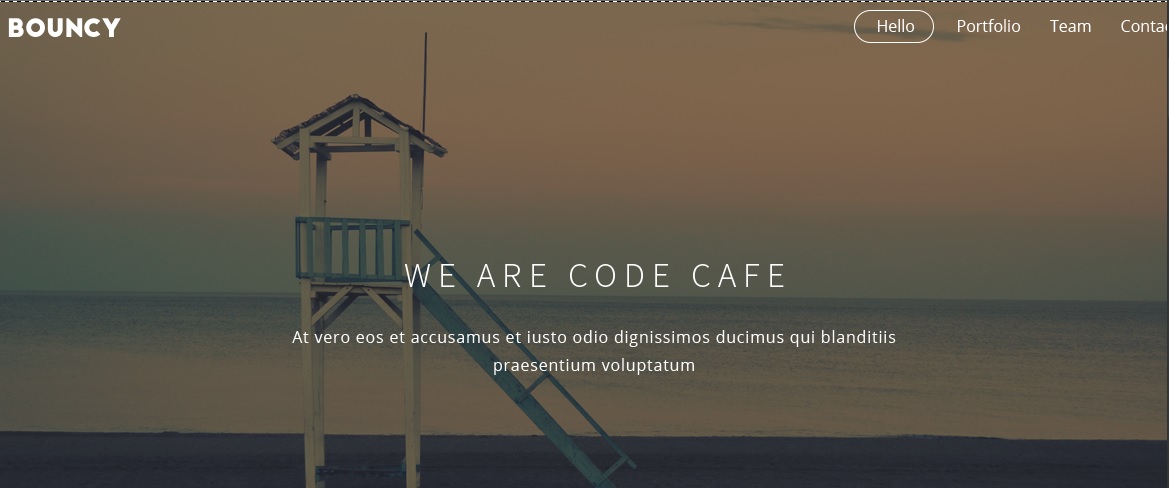 BOUNCY
Hello Portfolio Team Conta
WE ARE CODE CAFE
At vero eos et accusamus et iusto odio dignissimos ducimus qui blanditiis
praesentium voluptatum